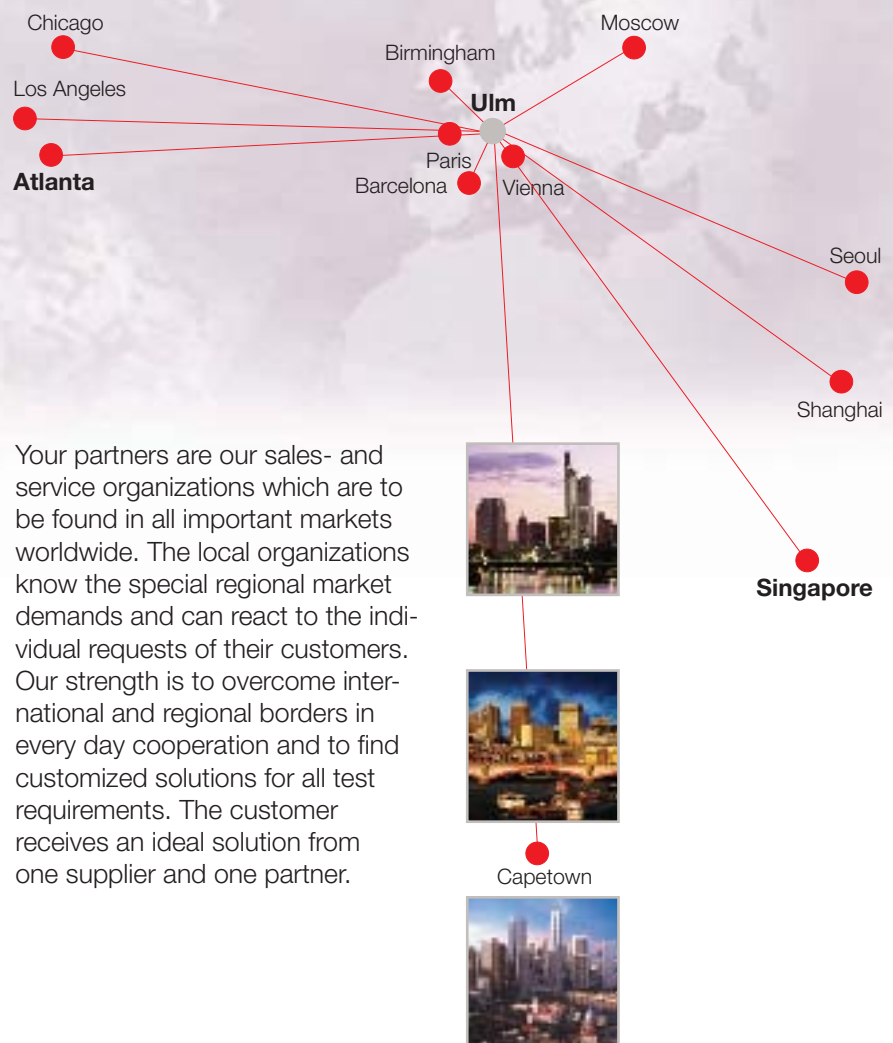 Chicago
Moscow
Birmingham
Los Angeles
Ulm
Paris
Atlanta
Barcelona
Vienna
Seoul
Shanghai
Your partners are our sales- and
service organizations which are to
be found in all important markets
worldwide. The local organizations
know the special regional market
demands and can react to the indi-
vidual requests of their customers.
Our strength is to overcome inter-
national and regional borders in
every day cooperation and to find
customized solutions for all test
requirements. The customer
receives an ideal solution from
one supplier and one partner.
Singapore
Capetown